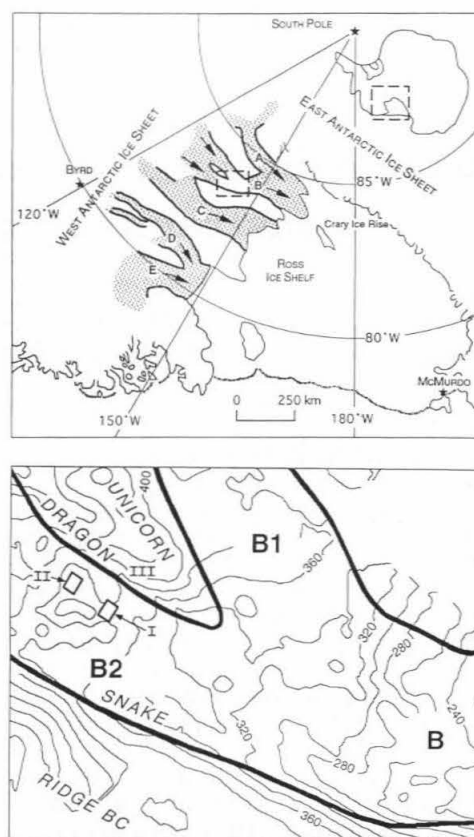 SOUTH POLE
EAST ANTARCTIC ICE SHEET
WEST ANTARCTIC ICE SHEET
BYRD
120°W
A
B
C
D
E
85°W
Crary Ice Rise
ROSS
ICE SHELF
80°W
MCMURDO
0 250 km
150°W
180°W
UNICORN
400
DRAGON
B1
III
II
I
360
320
280
B2
SNAKE
320
240
B
280
360
RIDGE BC
360